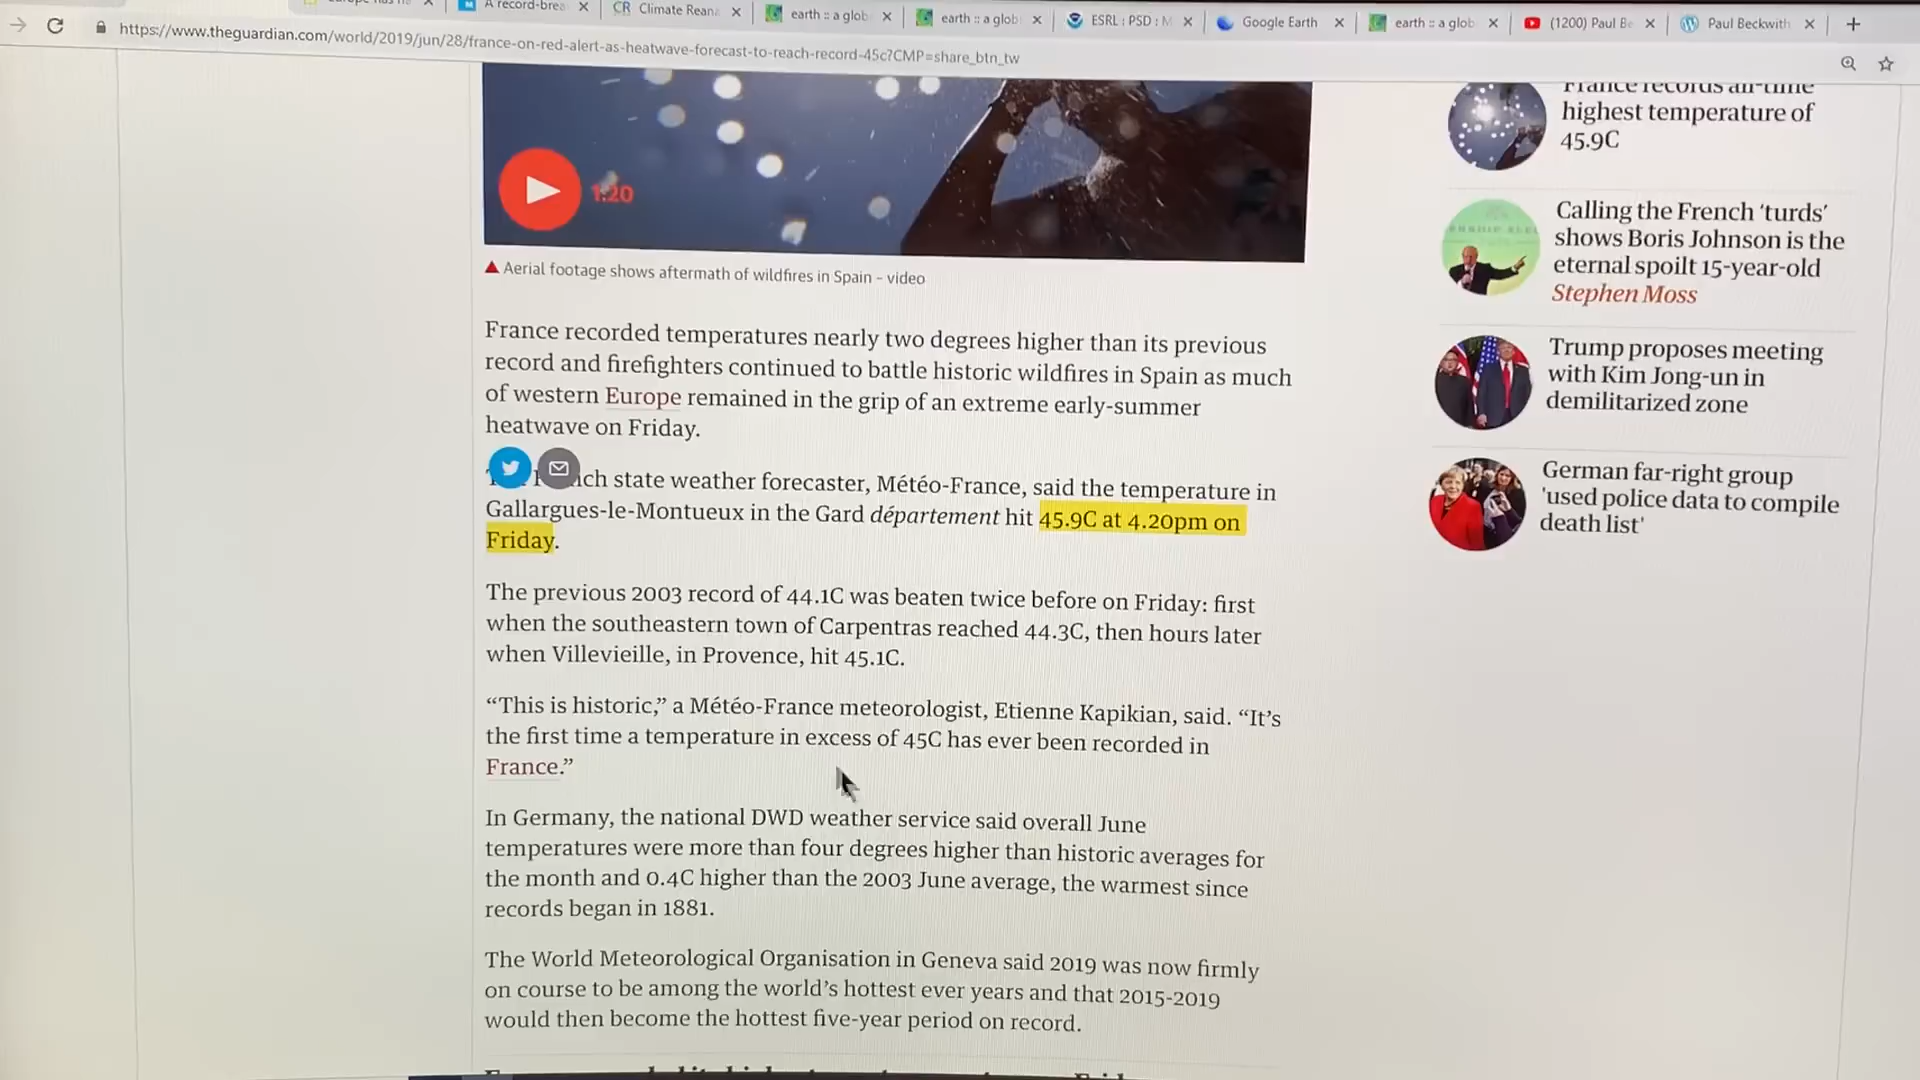 A record-brea
CR Climate Reana
earth :: a glob
earth :: a glob
ESRL : PSD : M
Google Earth
earth :: a glob
(1200) Paul Be
Paul Beckwith
https://www.theguardian.com/world/2019/jun/28/france-on-red-alert-as-heatwave-forecast-to-reach-record-45c?CMP=share_btn_tw
1:20
Aerial footage shows aftermath of wildfires in Spain – video
France recorded temperatures nearly two degrees higher than its previous
record and firefighters continued to battle historic wildfires in Spain as much
of western Europe remained in the grip of an extreme early-summer
heatwave on Friday.
ch state weather forecaster, Météo-France, said the temperature in
Gallargues-le-Montueux in the Gard département hit 45.9C at 4.20pm on
Friday.
The previous 2003 record of 44.1C was beaten twice before on Friday: first
when the southeastern town of Carpentras reached 44.3C, then hours later
when Villevieille, in Provence, hit 45.1C.
“This is historic,” a Météo-France meteorologist, Etienne Kapikian, said. “It’s
the first time a temperature in excess of 45C has ever been recorded in
France.”
In Germany, the national DWD weather service said overall June
temperatures were more than four degrees higher than historic averages for
the month and 0.4C higher than the 2003 June average, the warmest since
records began in 1881.
The World Meteorological Organisation in Geneva said 2019 was now firmly
on course to be among the world’s hottest ever years and that 2015-2019
would then become the hottest five-year period on record.
France records all-time
highest temperature of
45.9C
Calling the French ‘turds’
shows Boris Johnson is the
eternal spoilt 15-year-old
Stephen Moss
Trump proposes meeting
with Kim Jong-un in
demilitarized zone
German far-right group
'used police data to compile
death list'